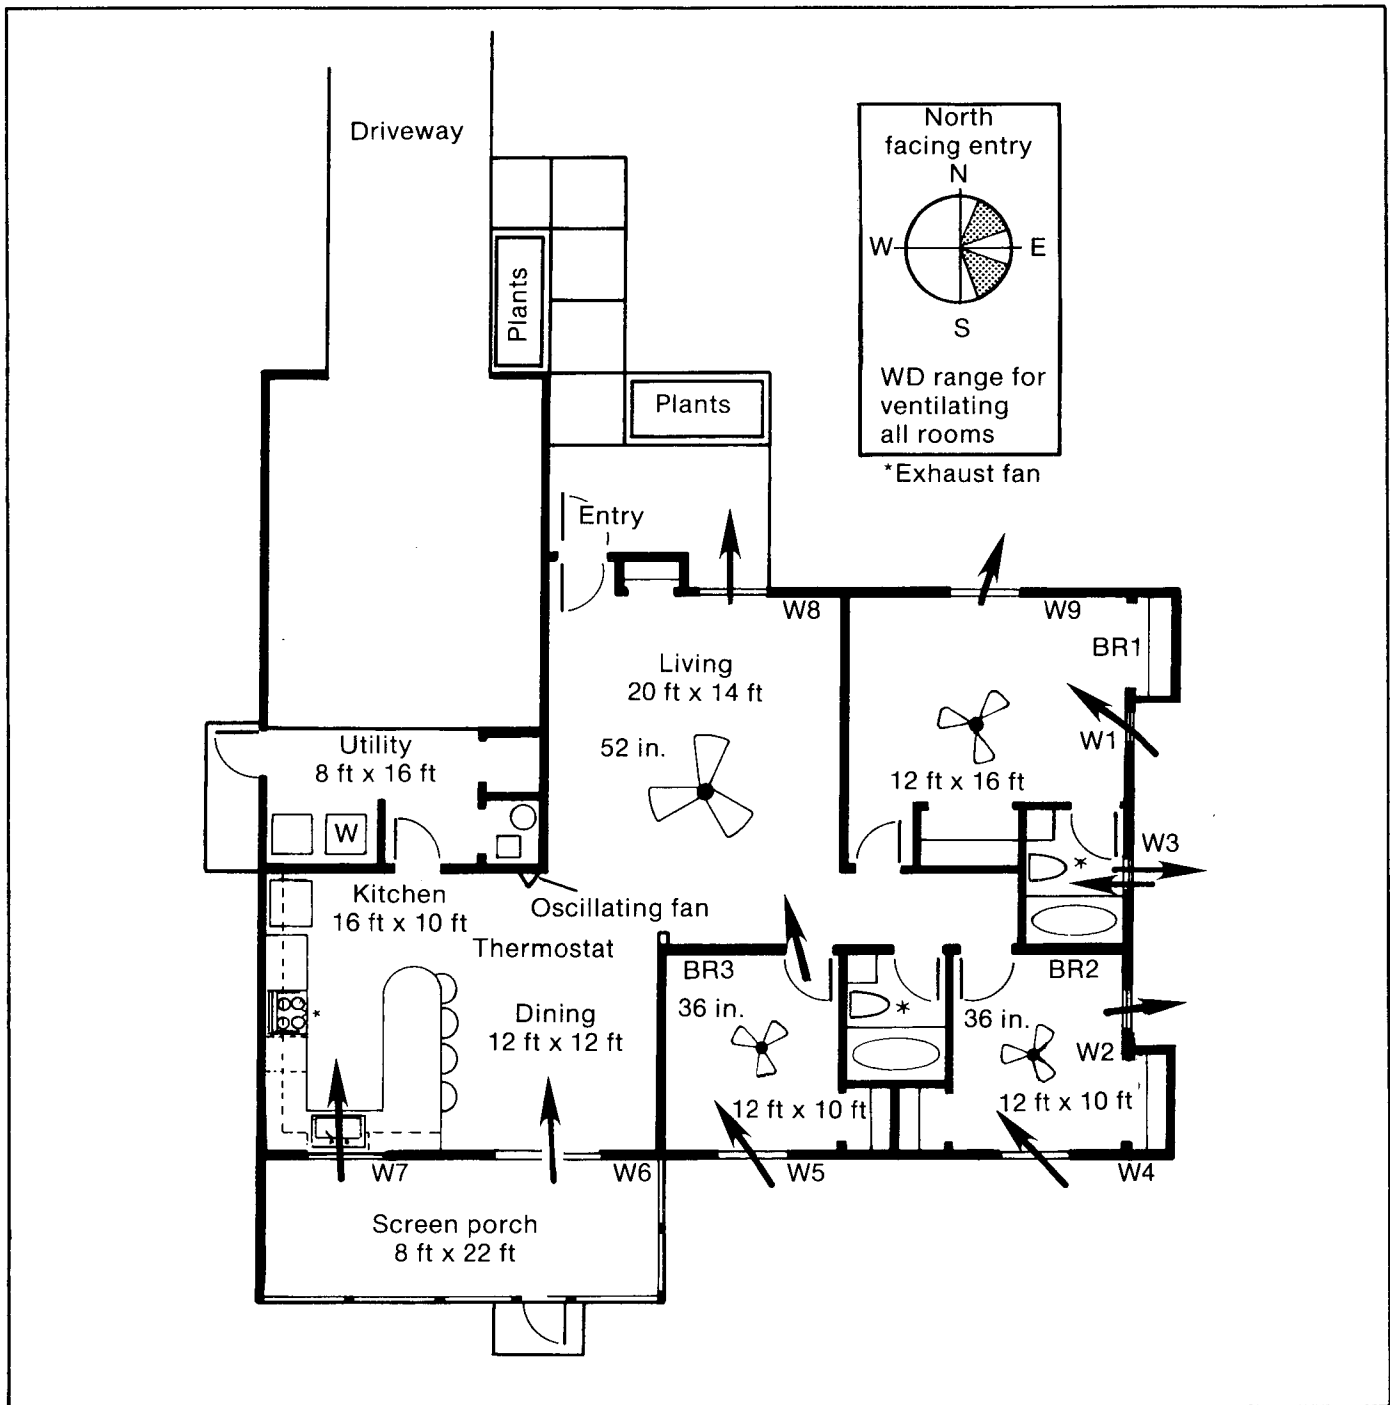 Driveway
North
facing entry
N
W
E
S
WD range for
ventilating
all rooms
*Exhaust fan
Plants
Plants
Entry
W8
W9
BR1
Living
20 ft x 14 ft
52 in.
W1
12 ft x 16 ft
Utility
8 ft x 16 ft
W
W3
*
Kitchen
16 ft x 10 ft
Oscillating fan
Thermostat
BR3
36 in.
*
BR2
36 in.
W2
*
Dining
12 ft x 12 ft
12 ft x 10 ft
12 ft x 10 ft
W7
W6
W5
W4
Screen porch
8 ft x 22 ft